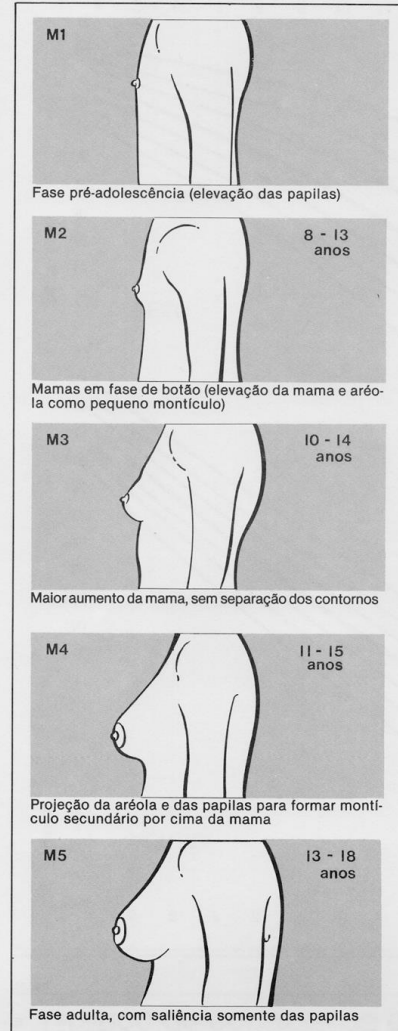 M1
Fase pré-adolescência (elevação das papilas)
M2
8 - 13
anos
Mamas em fase de botão (elevação da mama e aréo-
la como pequeno montículo)
M3
10 - 14
anos
Maior aumento da mama, sem separação dos contornos
M4
11 - 15
anos
Projeção da aréola e das papilas para formar montí-
culo secundário por cima da mama
M5
13 - 18
anos
Fase adulta, com saliência somente das papilas